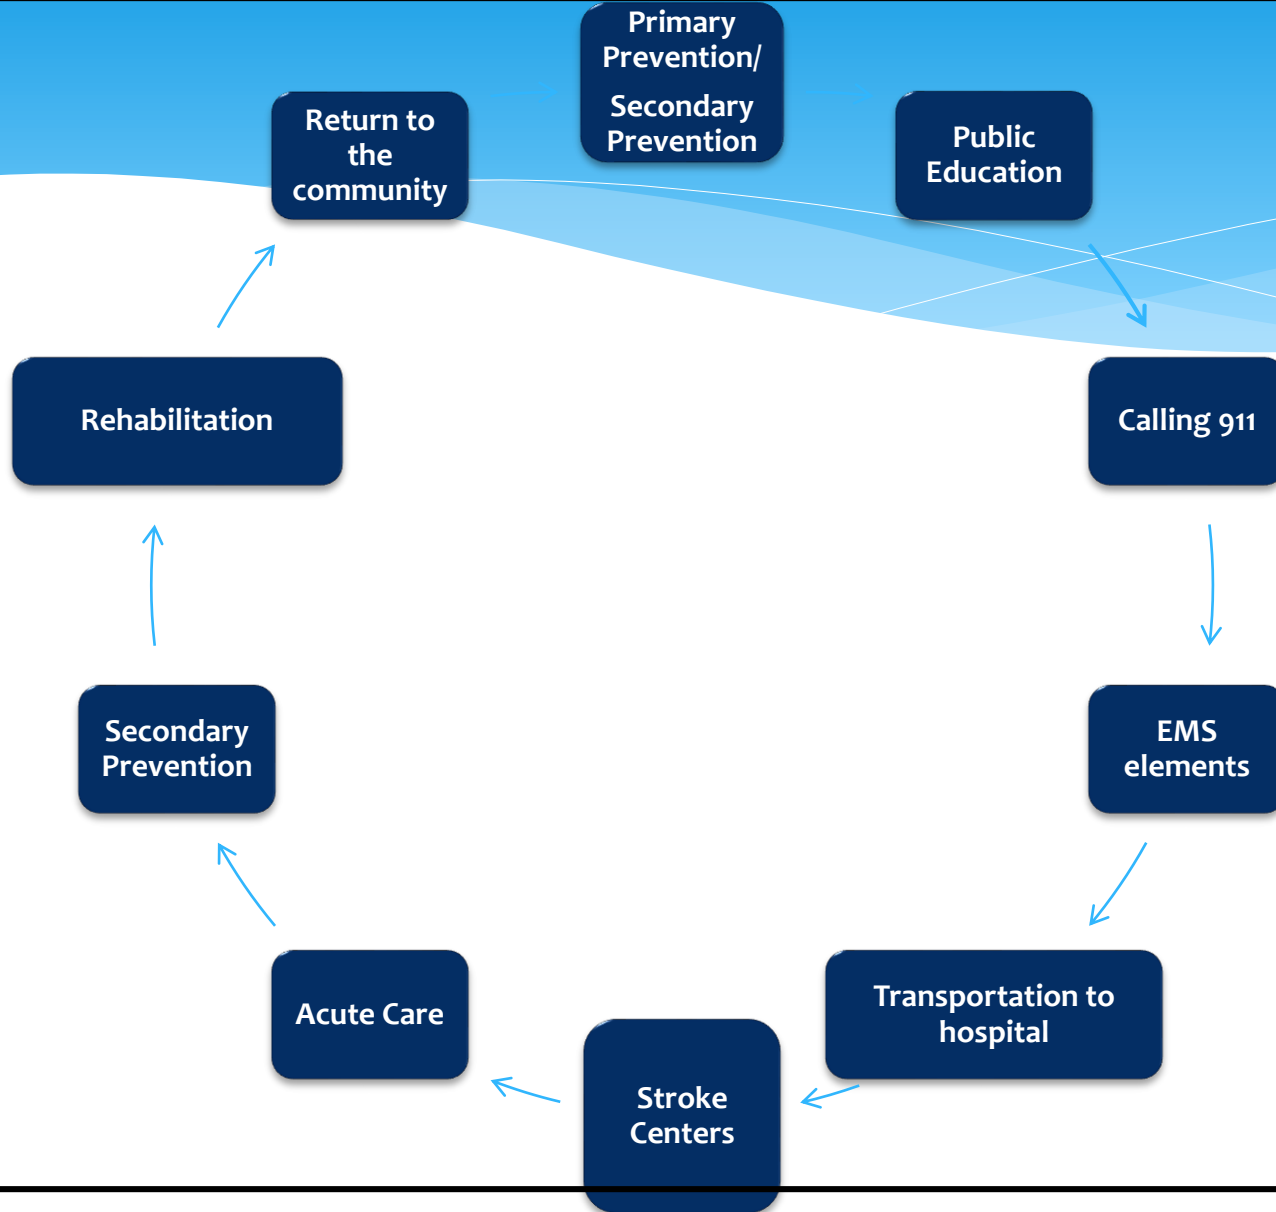 Primary
Prevention/
Secondary
Prevention
Public
Education
Calling 911
EMS
elements
Transportation to
hospital
Stroke
Centers
Acute Care
Secondary
Prevention
Rehabilitation
Return to
the
community